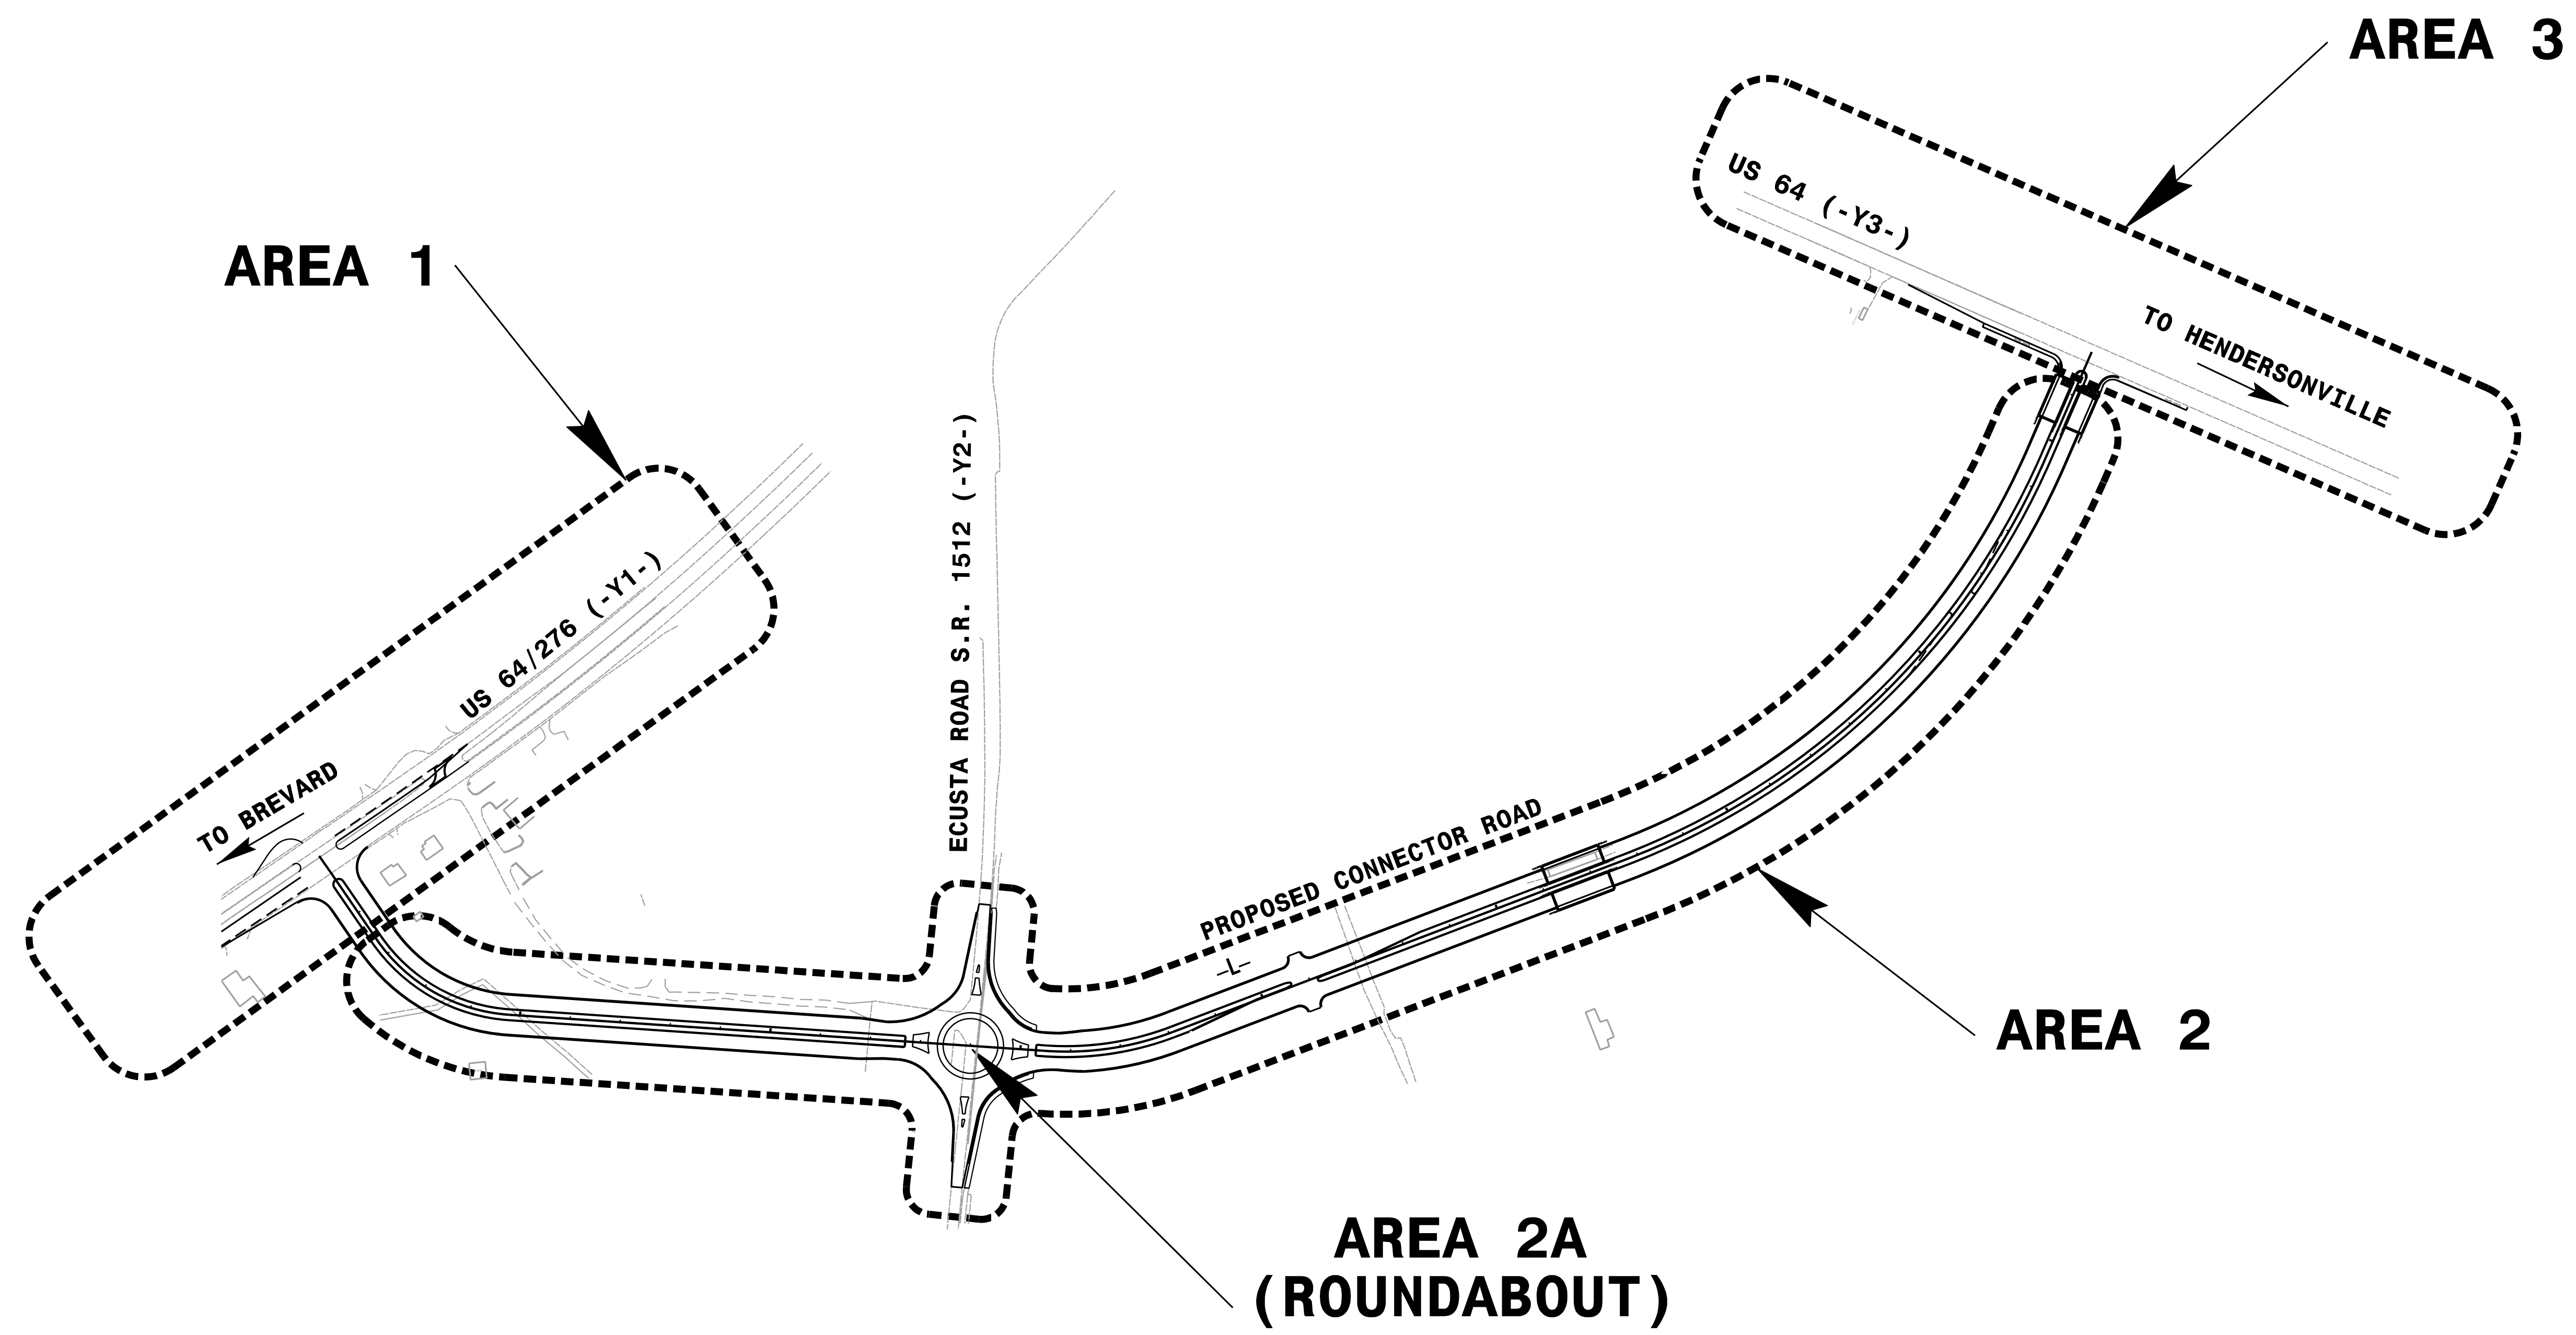 AREA 3
US 64 (-Y3-)
AREA 1
TO HENDERSONVILLE
ECUSTA ROAD S.R. 1512 (-Y2-)
US 64/276 (-Y1-)
TO BREVARD
PROPOSED CONNECTOR ROAD
-L-
AREA 2
AREA 2A
(ROUNDABOUT)